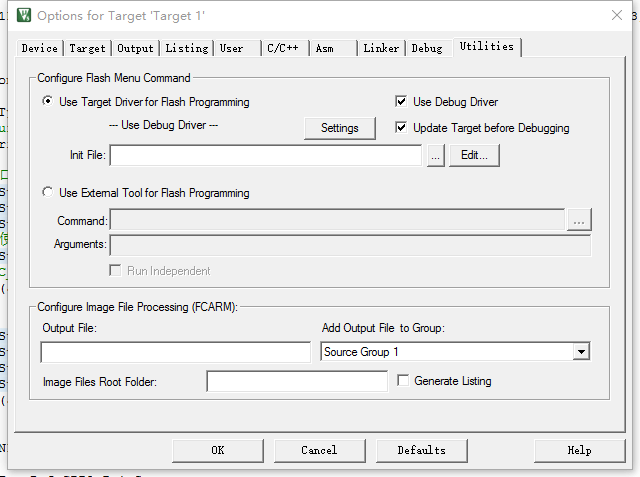 Options for Target 'Target 1'
Device Target Output Listing User C/C++ Asm Linker Debug Utilities
Configure Flash Menu Command
Use Target Driver for Flash Programming Use Debug Driver
--- Use Debug Driver --- Settings Update Target before Debugging
Init File: ... Edit...
Use External Tool for Flash Programming
Command: ...
Arguments:
Run Independent
Configure Image File Processing (FCARM):
Output File: Add Output File to Group:
Source Group 1
Image Files Root Folder: Generate Listing
OK Cancel Defaults Help